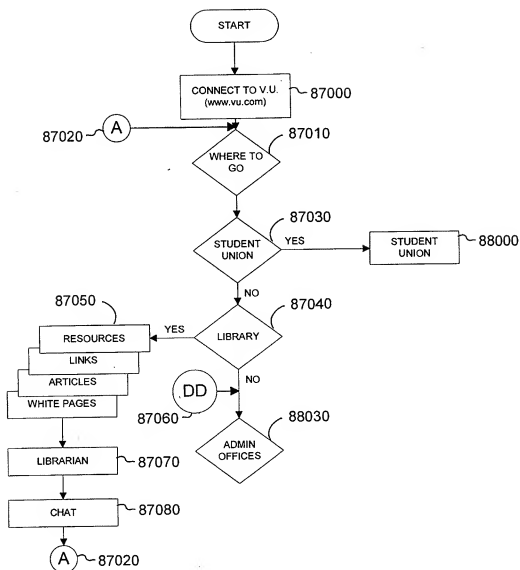 START
CONNECT TO V.U.
(www.vu.com)
87000
A
87020
87010
WHERE TO
GO
87030
STUDENT
UNION
YES
STUDENT
UNION
88000
NO
87050
87040
RESOURCES
YES
LIBRARY
LINKS
ARTICLES
WHITE PAGES
NO
DD
87060
88030
ADMIN
OFFICES
LIBRARIAN
87070
CHAT
87080
A
87020